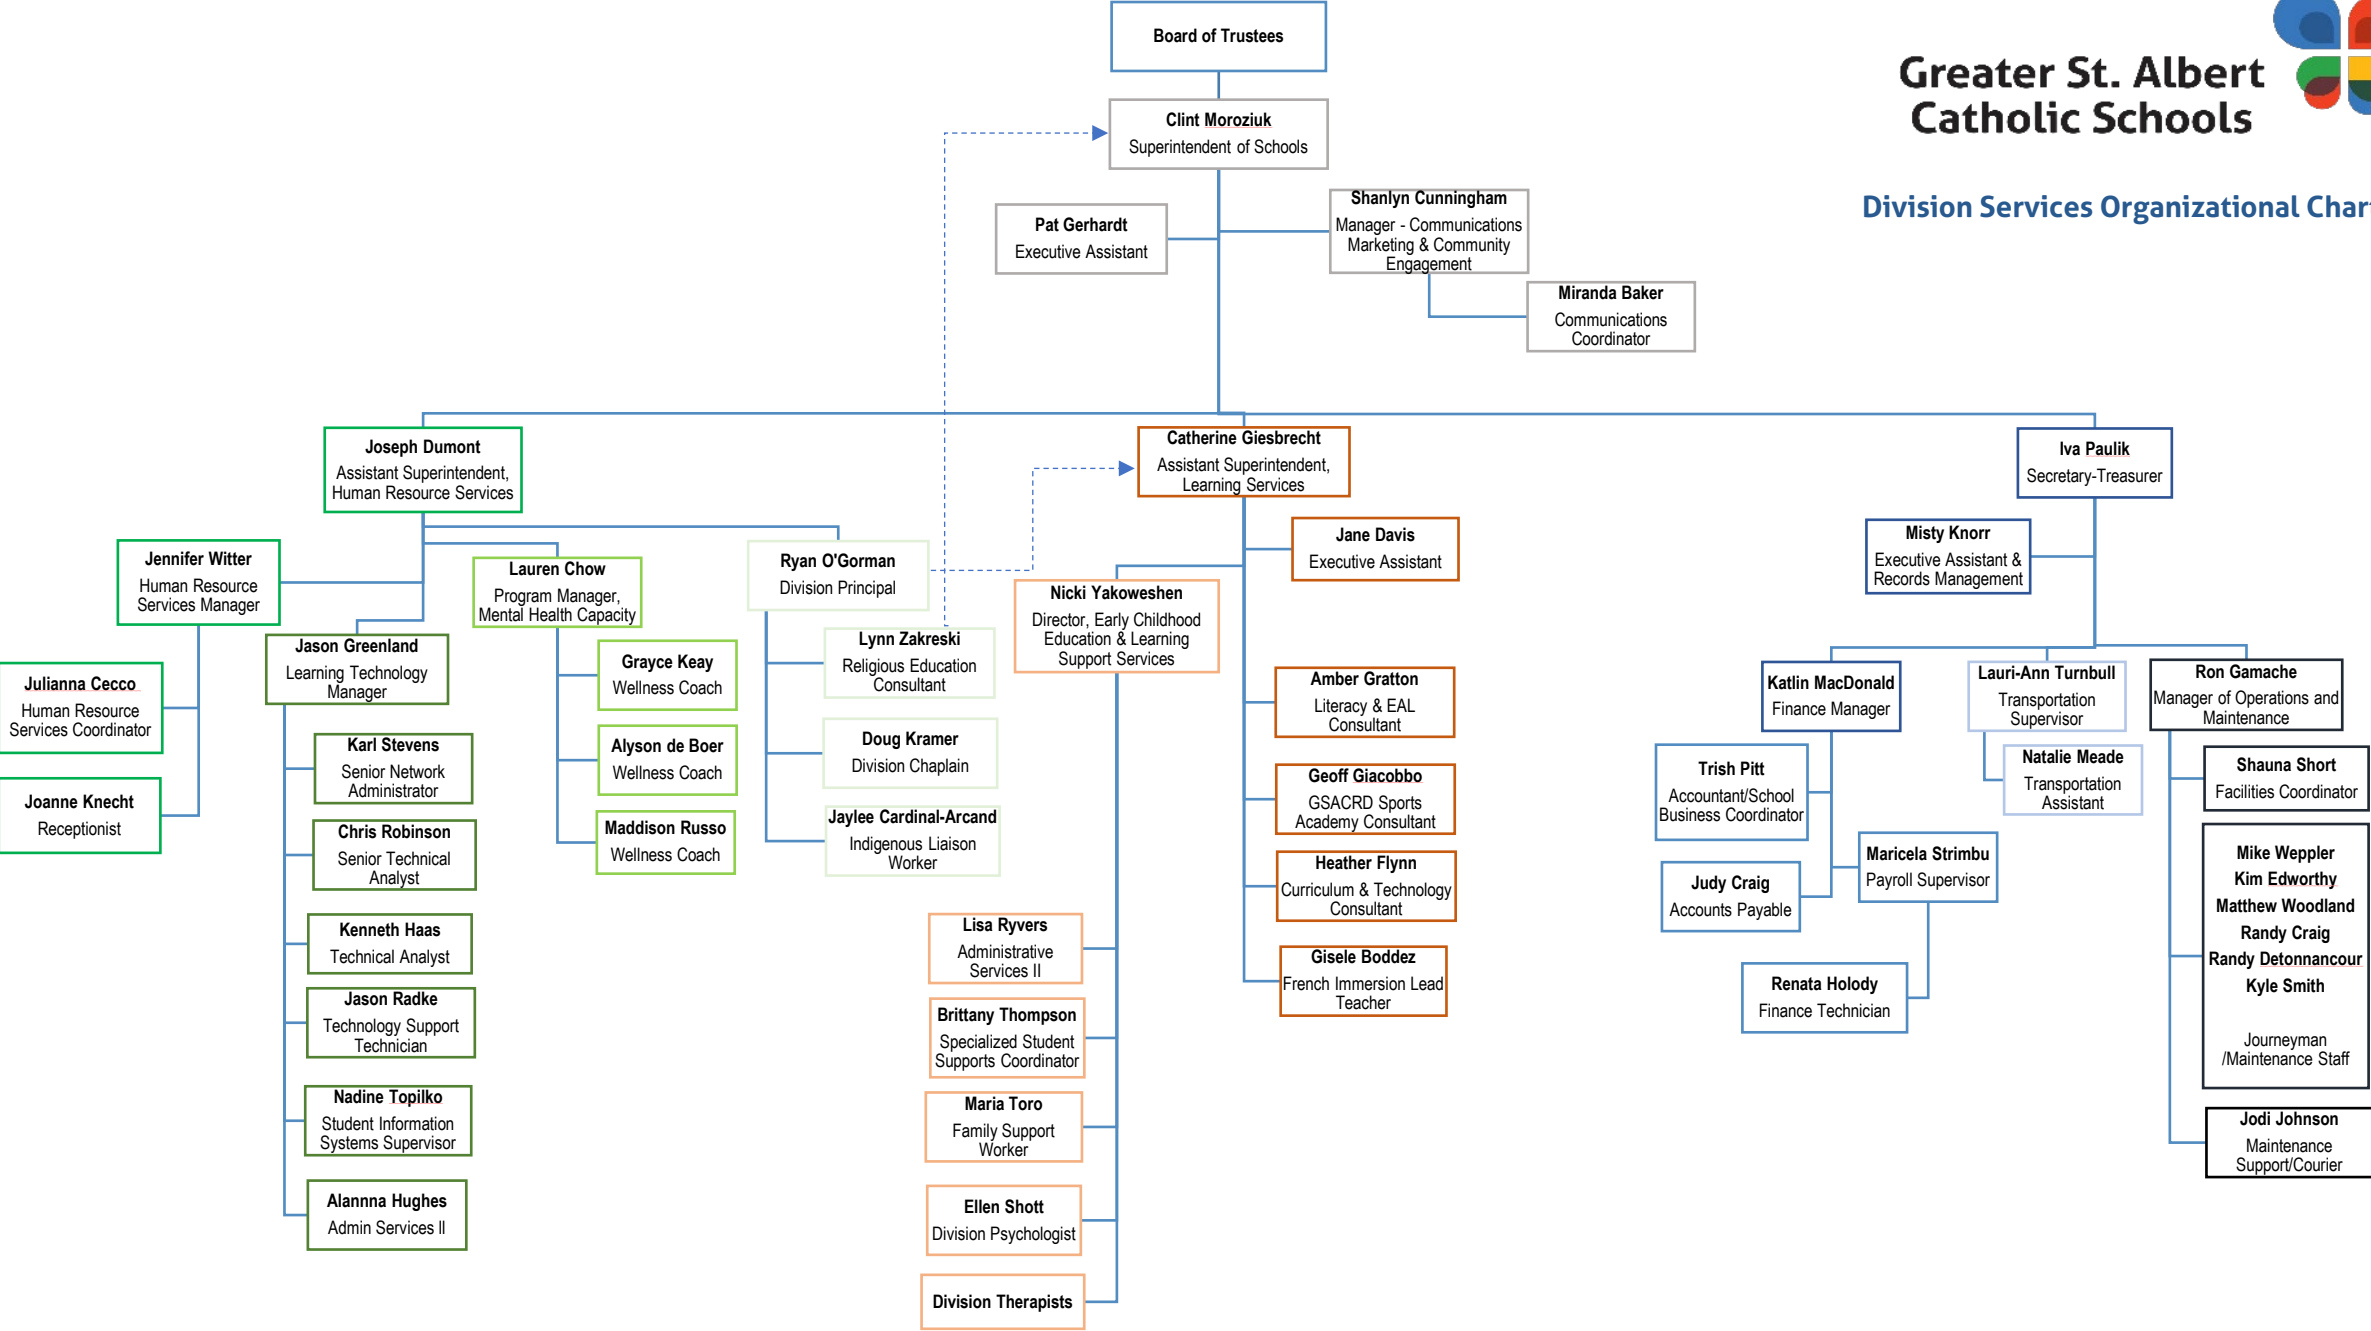 Board of Trustees
Greater St. Albert
Catholic Schools
Division Services Organizational Char
Clint Moroziuk
Superintendent of Schools
Pat Gerhardt
Executive Assistant
Shanlyn Cunningham
Manager - Communications
Marketing & Community
Engagement
Miranda Baker
Communications
Coordinator
Joseph Dumont
Assistant Superintendent,
Human Resource Services
Jennifer Witter
Human Resource
Services Manager
Julianna Cecco
Human Resource
Services Coordinator
Joanne Knecht
Receptionist
Jason Greenland
Learning Technology
Manager
Karl Stevens
Senior Network
Administrator
Chris Robinson
Senior Technical
Analyst
Kenneth Haas
Technical Analyst
Jason Radke
Technology Support
Technician
Nadine Topilko
Student Information
Systems Supervisor
Alannna Hughes
Admin Services II
Lauren Chow
Program Manager,
Mental Health Capacity
Grayce Keay
Wellness Coach
Alyson de Boer
Wellness Coach
Maddison Russo
Wellness Coach
Ryan O'Gorman
Division Principal
Lynn Zakreski
Religious Education
Consultant
Doug Kramer
Division Chaplain
Jaylee Cardinal-Arcand
Indigenous Liaison
Worker
Catherine Giesbrecht
Assistant Superintendent,
Learning Services
Jane Davis
Executive Assistant
Nicki Yakoweshen
Director, Early Childhood
Education & Learning
Support Services
Amber Gratton
Literacy & EAL
Consultant
Geoff Giacobbo
GSACRD Sports
Academy Consultant
Heather Flynn
Curriculum & Technology
Consultant
Gisele Boddez
French Immersion Lead
Teacher
Lisa Ryvers
Administrative
Services II
Brittany Thompson
Specialized Student
Supports Coordinator
Maria Toro
Family Support
Worker
Ellen Shott
Division Psychologist
Division Therapists
Iva Paulik
Secretary-Treasurer
Misty Knorr
Executive Assistant &
Records Management
Katlin MacDonald
Finance Manager
Trish Pitt
Accountant/School
Business Coordinator
Judy Craig
Accounts Payable
Maricela Strimbu
Payroll Supervisor
Renata Holody
Finance Technician
Lauri-Ann Turnbull
Transportation
Supervisor
Natalie Meade
Transportation
Assistant
Ron Gamache
Manager of Operations and
Maintenance
Shauna Short
Facilities Coordinator
Mike Weppler
Kim Edworthy
Matthew Woodland
Randy Craig
Randy Detonnancour
Kyle Smith
Journeyman
/Maintenance Staff
Jodi Johnson
Maintenance
Support/Courier